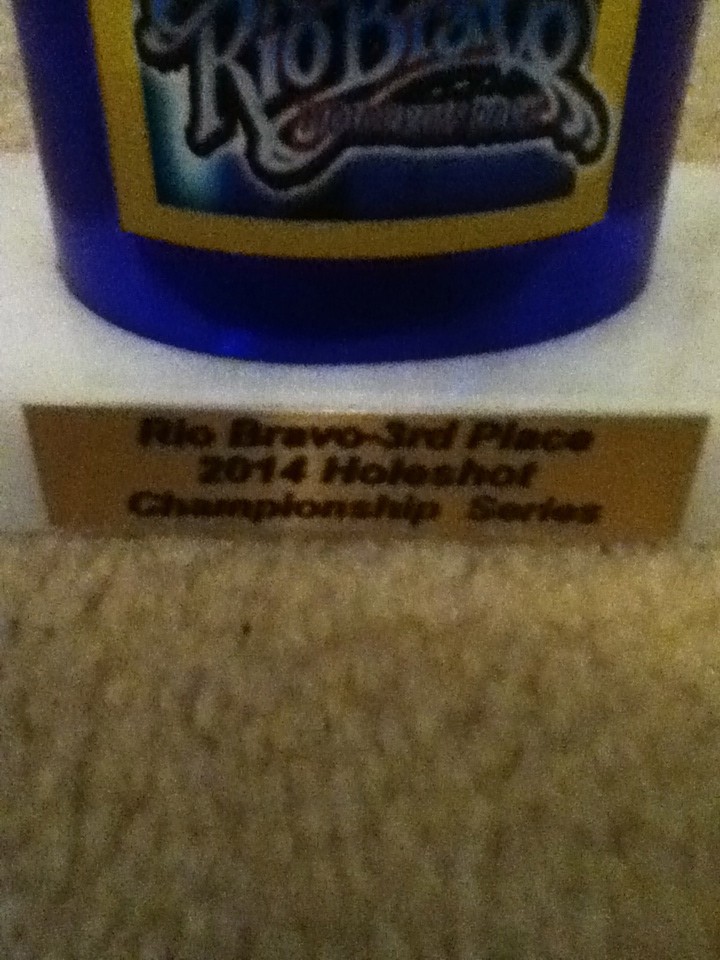 Rio Bravo
Rio Bravo-3rd Place
2014 Holeshot
Championship Series